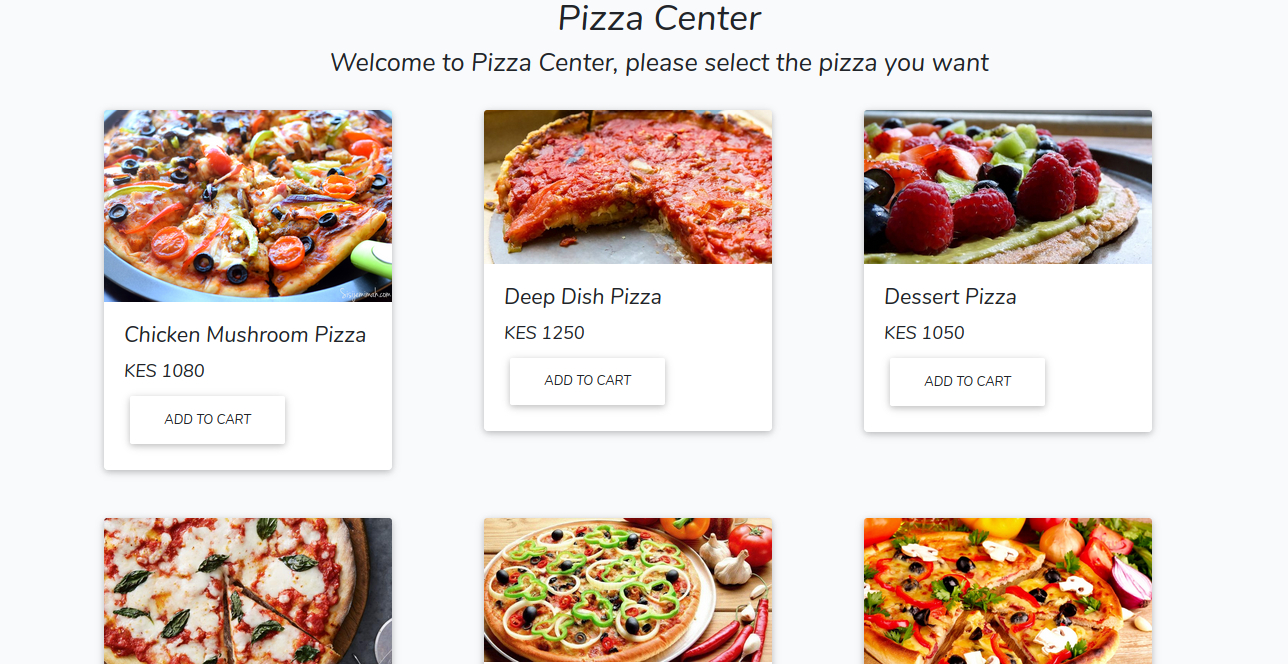 Pizza Center
Welcome to Pizza Center, please select the pizza you want
Chicken Mushroom Pizza
KES 1080
ADD TO CART
Deep Dish Pizza
KES 1250
ADD TO CART
Dessert Pizza
KES 1050
ADD TO CART